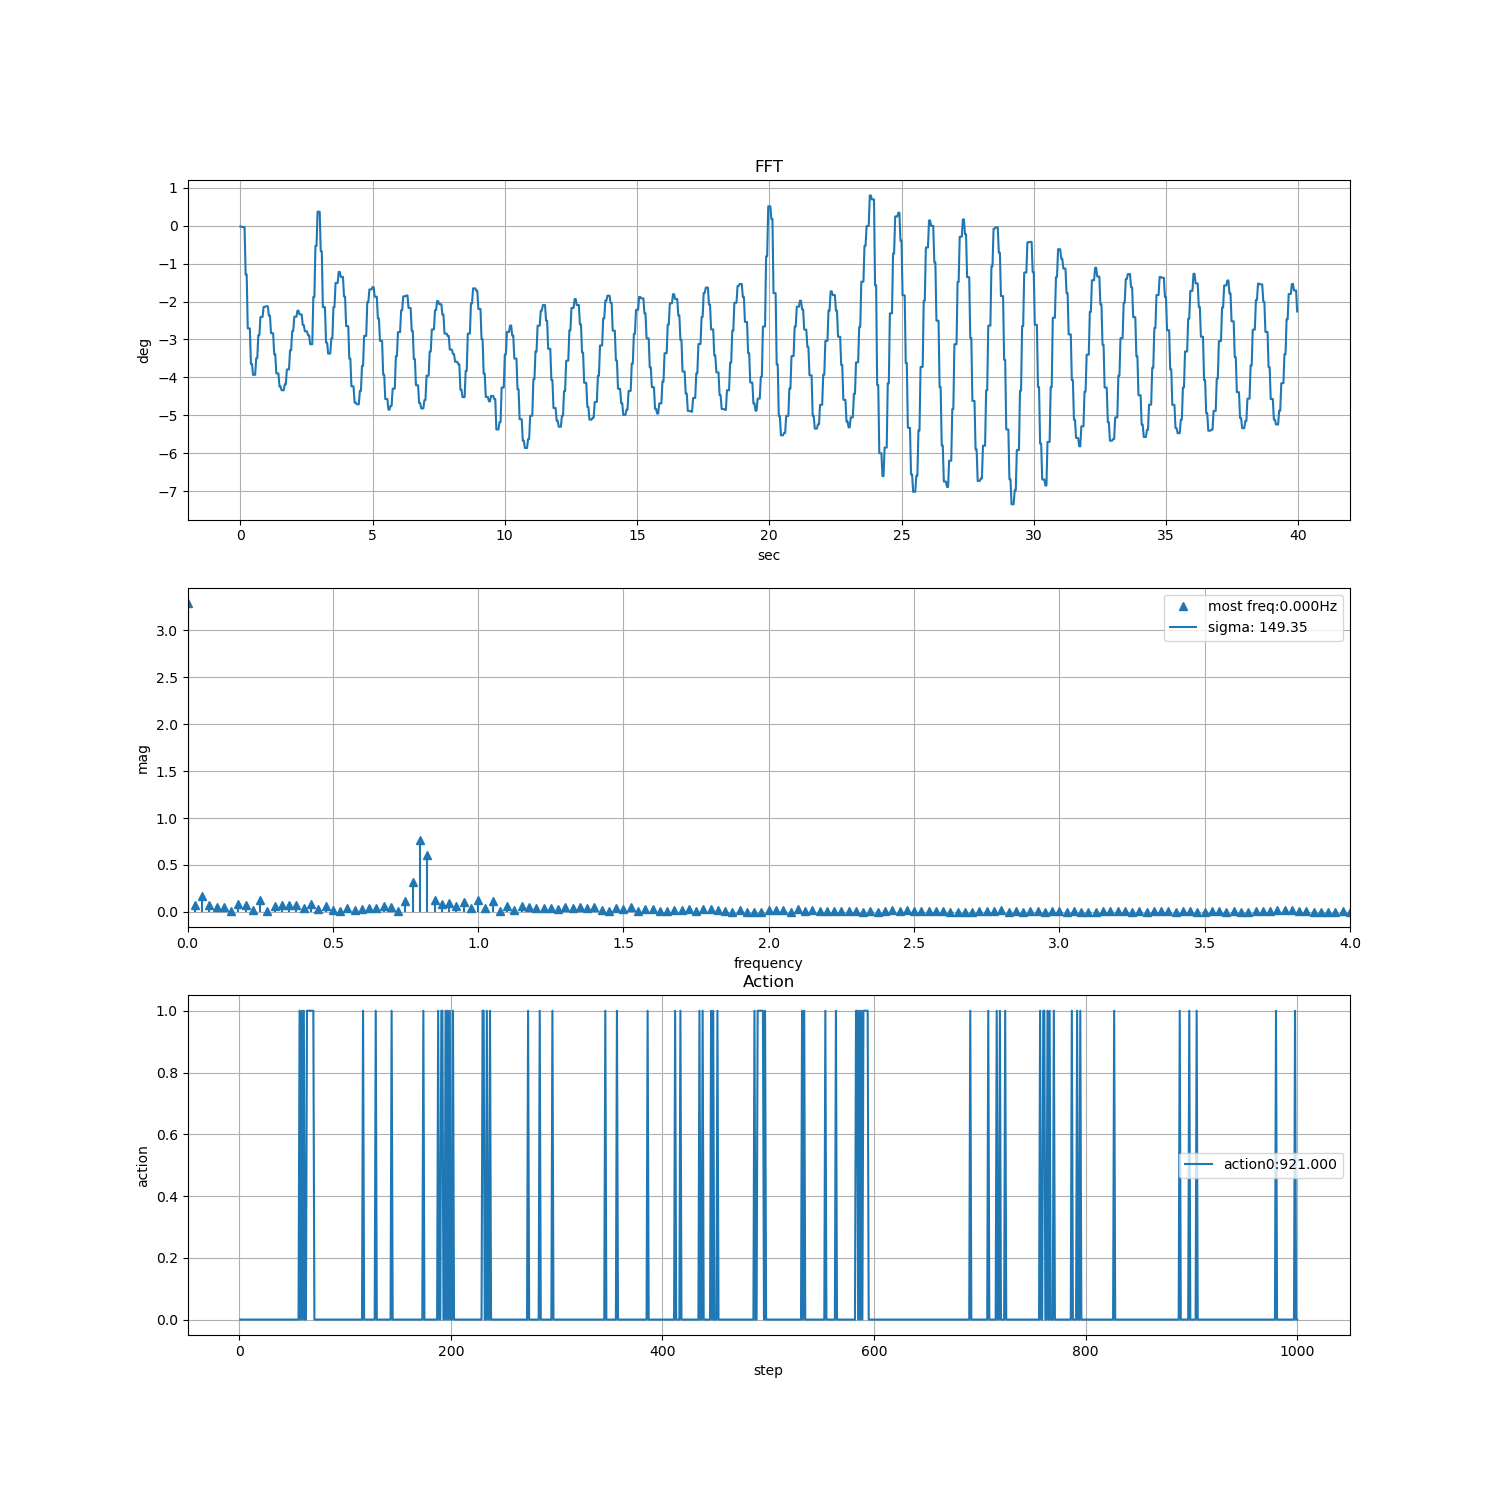 FFT
1
0
−1
−2
−3
−4
−5
−6
−7
deg
0 5 10 15 20 25 30 35 40
sec
most freq:0.000Hz
sigma: 149.35
3.0
2.5
2.0
1.5
1.0
0.5
0.0
mag
0.0 0.5 1.0 1.5 2.0 2.5 3.0 3.5 4.0
frequency
Action
1.0
0.8
0.6
0.4
0.2
0.0
action
action0:921.000
0 200 400 600 800 1000
step